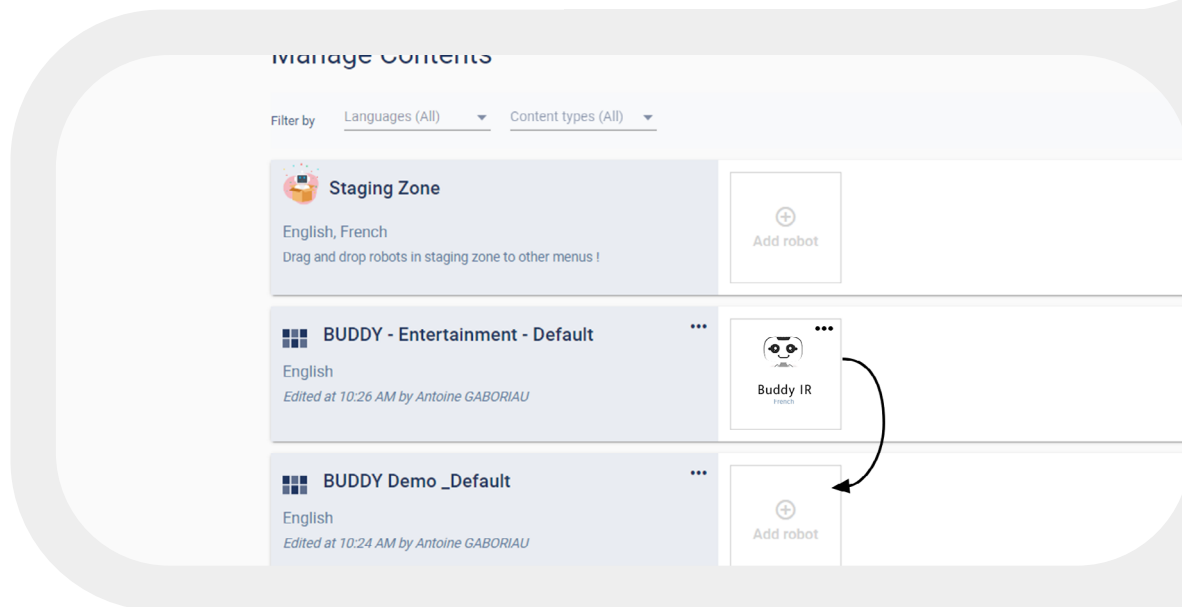 Manage Contents
Filter by
Languages (All)
Content types (All)
Staging Zone
English, French
Drag and drop robots in staging zone to other menus !
Add robot
BUDDY - Entertainment - Default
English
Edited at 10:26 AM by Antoine GABORIAU
Buddy IR
French
BUDDY Demo _Default
English
Edited at 10:24 AM by Antoine GABORIAU
Add robot